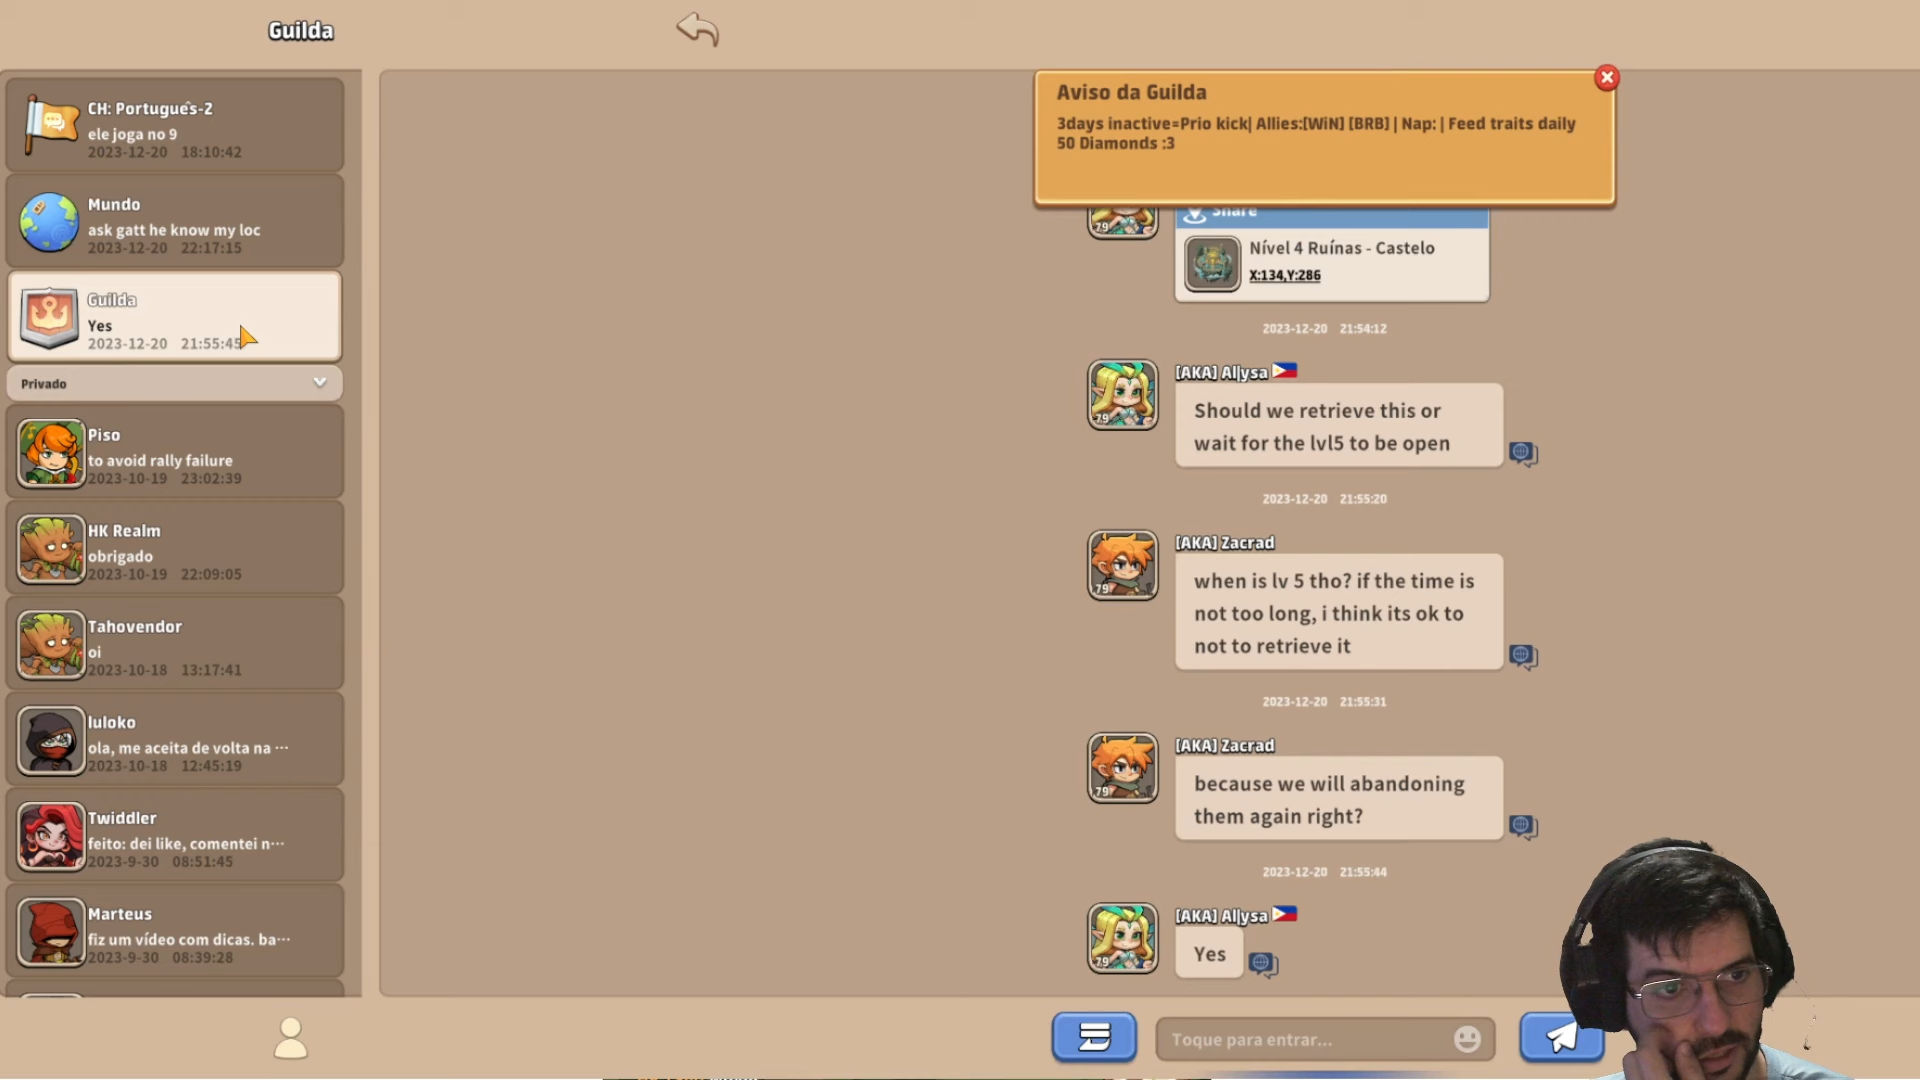 Guilda
CH: Português-2
ele joga no 9
2023-12-20 18:10:42
Mundo
ask gatt he know my loc
2023-12-20 22:17:15
Guilda
Yes
2023-12-20 21:55:45
Privado
Piso
to avoid rally failure
2023-10-19 23:02:39
HK Realm
obrigado
2023-10-19 22:09:05
Tahovendor
oi
2023-10-18 13:17:41
luloko
ola, me aceita de volta na ···
2023-10-18 12:45:19
Twiddler
feito: dei like, comentei n···
2023-9-30 08:51:45
Marteus
fiz um vídeo com dicas. ba···
2023-9-30 08:39:28
Aviso da Guilda
3days inactive=Prio kick| Allies:[WiN] [BRB] | Nap: | Feed traits daily
50 Diamonds :3
79
Share
Nível 4 Ruínas - Castelo
X:134,Y:286
2023-12-20 21:54:12
[AKA] Al|ysa
79
Should we retrieve this or
wait for the lvl5 to be open
2023-12-20 21:55:20
[AKA] Zacrad
79
when is lv 5 tho? if the time is
not too long, i think its ok to
not to retrieve it
2023-12-20 21:55:31
[AKA] Zacrad
79
because we will abandoning
them again right?
2023-12-20 21:55:44
[AKA] Al|ysa
79
Yes
Toque para entrar...